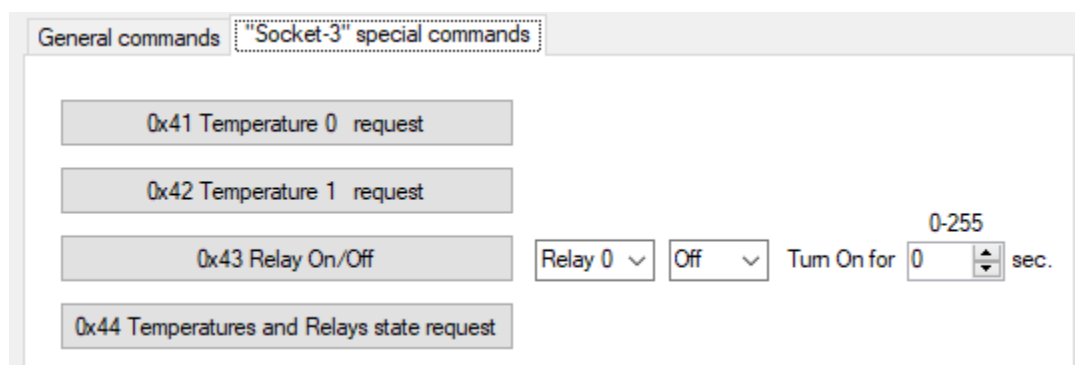 General commands "Socket-3" special commands
0x41 Temperature 0 request
0x42 Temperature 1 request
0-255
0x43 Relay On/Off Relay 0 Off Turn On for 0 sec.
0x44 Temperatures and Relays state request